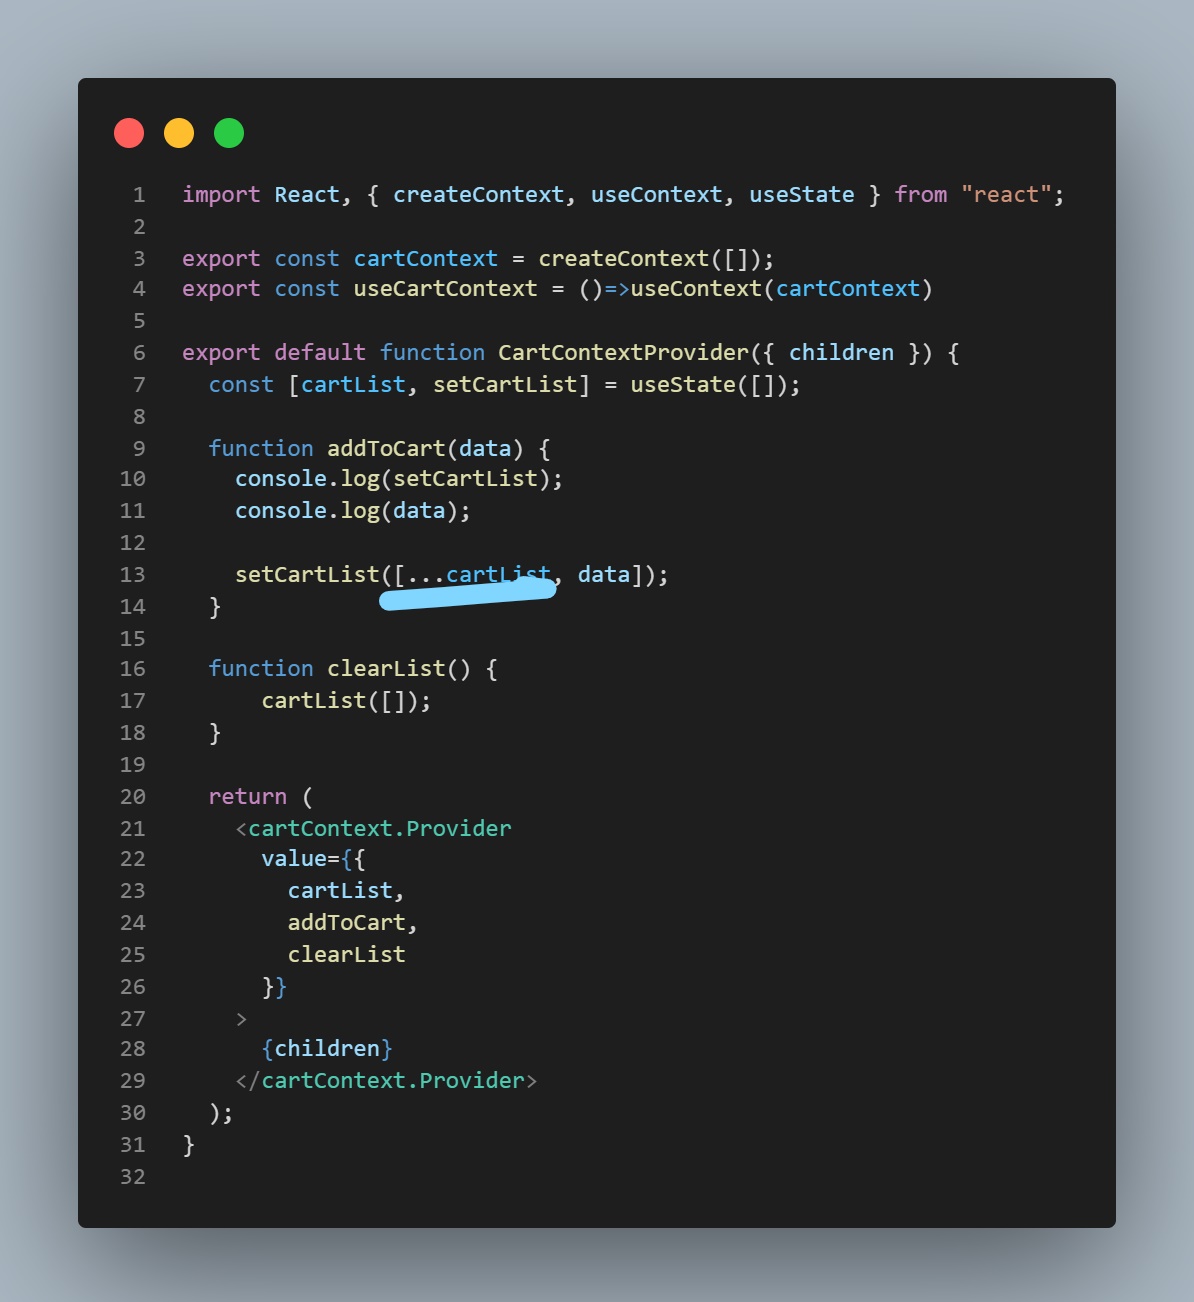 1 import React, { createContext, useContext, useState } from "react";
2
3 export const cartContext = createContext([]);
4 export const useCartContext = ()=>useContext(cartContext)
5
6 export default function CartContextProvider({ children }) {
7   const [cartList, setCartList] = useState([]);
8
9   function addToCart(data) {
10     console.log(setCartList);
11     console.log(data);
12
13     setCartList([...cartList, data]);
14   }
15
16   function clearList() {
17       cartList([]);
18   }
19
20   return (
21     <cartContext.Provider
22       value={{
23         cartList,
24         addToCart,
25         clearList
26       }}
27     >
28       {children}
29     </cartContext.Provider>
30   );
31 }
32